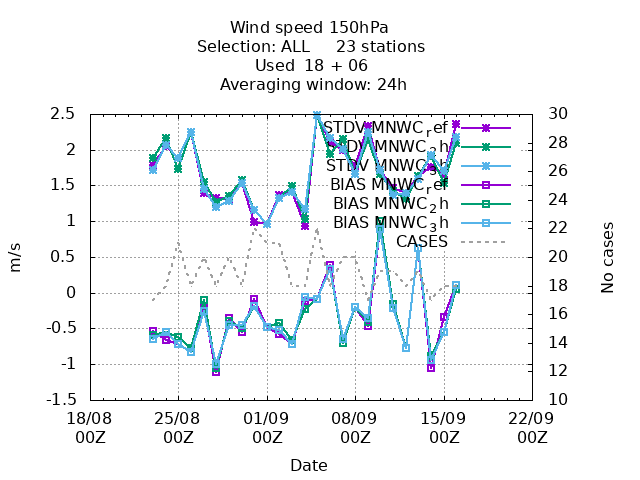 Wind speed 150hPa
Selection: ALL 23 stations
Used 18 + 06
Averaging window: 24h
2.5
2
1.5
1
0.5
0
-0.5
-1
-1.5
m/s
30
28
26
24
22
20
18
16
14
12
10
No cases
STDV MNWC_ref
STDV MNWC_2h
STDV MNWC_3h
BIAS MNWC_ref
BIAS MNWC_2h
BIAS MNWC_3h
CASES
18/08 25/08 01/09 08/09 15/09 22/09
00Z 00Z 00Z 00Z 00Z 00Z
Date